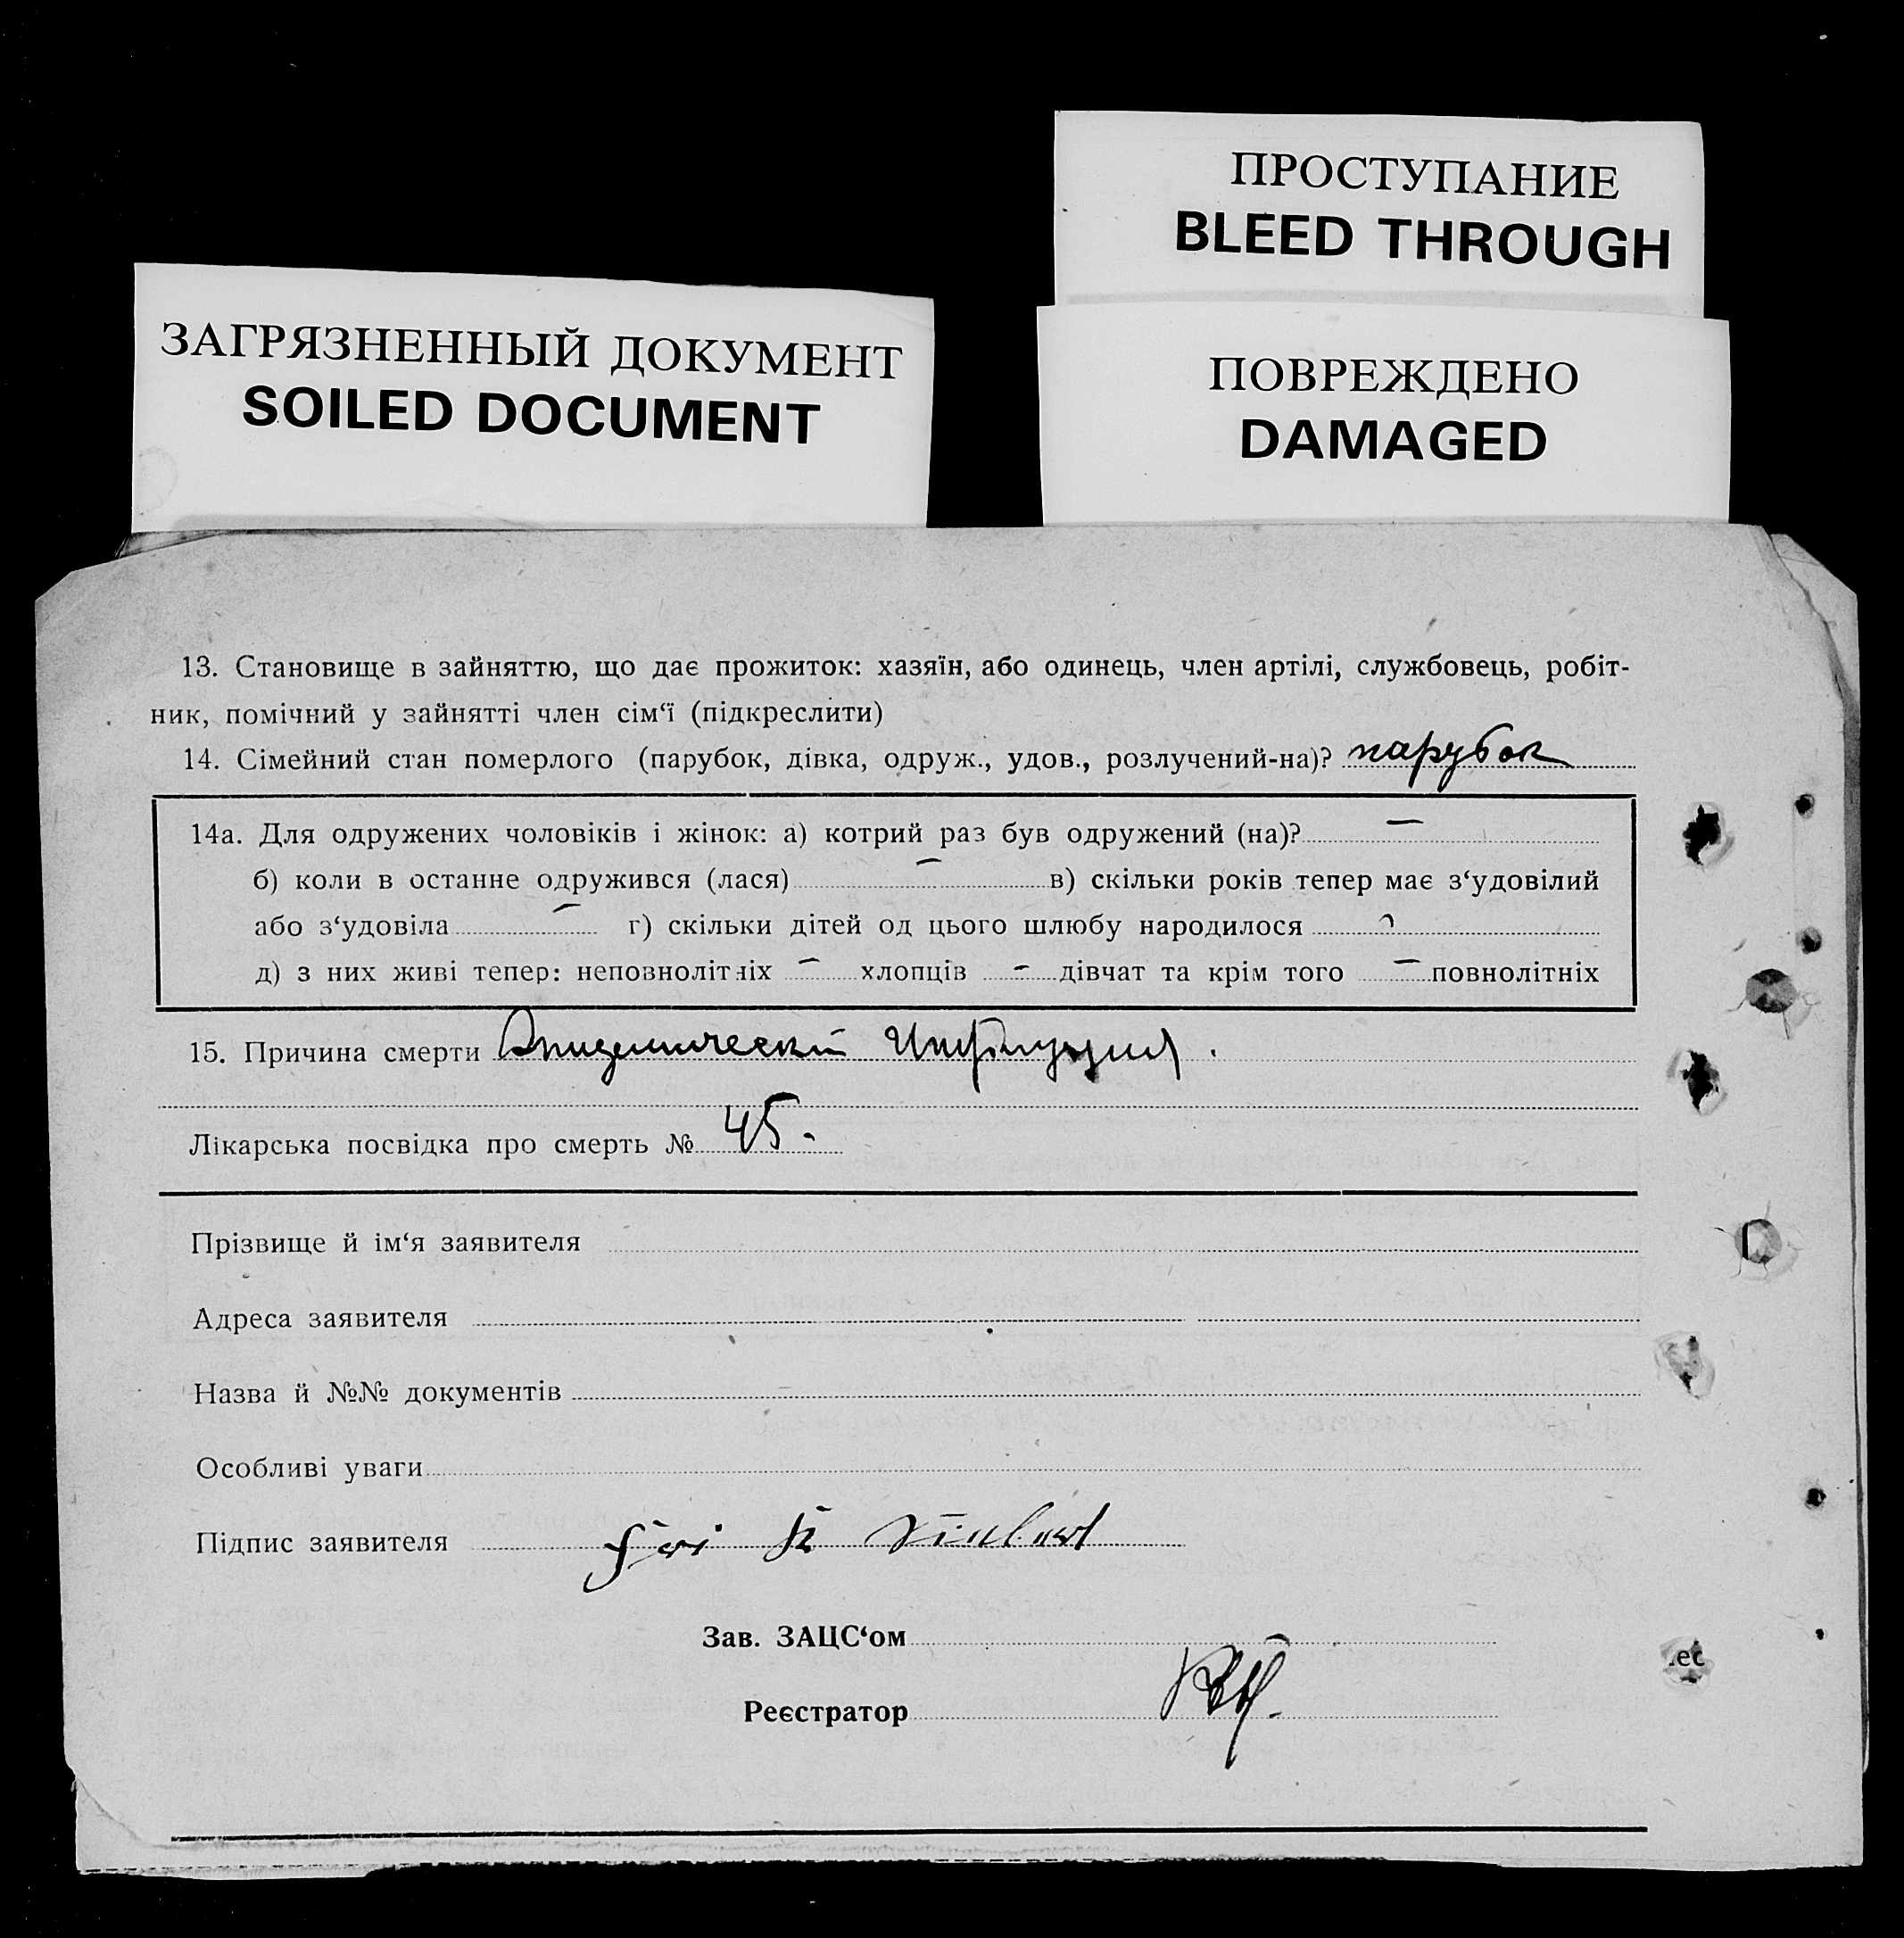 ПРОСТУПАНИЕ
BLEED THROUGH
ЗАГРЯЗНЕННЫЙ ДОКУМЕНТ
SOILED DOCUMENT
ПОВРЕЖДЕНО
DAMAGED
13. Становище в зайняттю, що дає прожиток: хазяїн, або одинець, член артілі, службовець, робіт-
ник, помічний у зайнятті член сім‘ї (підкреслити)
14. Сімейний стан померлого (парубок, дівка, одруж., удов., розлучений-на)? парубок
14а. Для одружених чоловіків і жінок: а) котрий раз був одружений (на)? —
б) коли в останне одружився (лася) — в) скільки років тепер має з‘удовілий
або з‘удовіла — г) скільки дітей од цього шлюбу народилося
д) з них живі тепер: неповнолітніх — хлопців — дівчат та крім того — повнолітніх
15. Причина смерти
Лікарська посвідка про смерть № 45.
Прізвище й ім‘я заявителя
Адреса заявителя
Назва й №№ документів
Особливі уваги
Підпис заявителя
Зав. ЗАЦС‘ом
Реєстратор